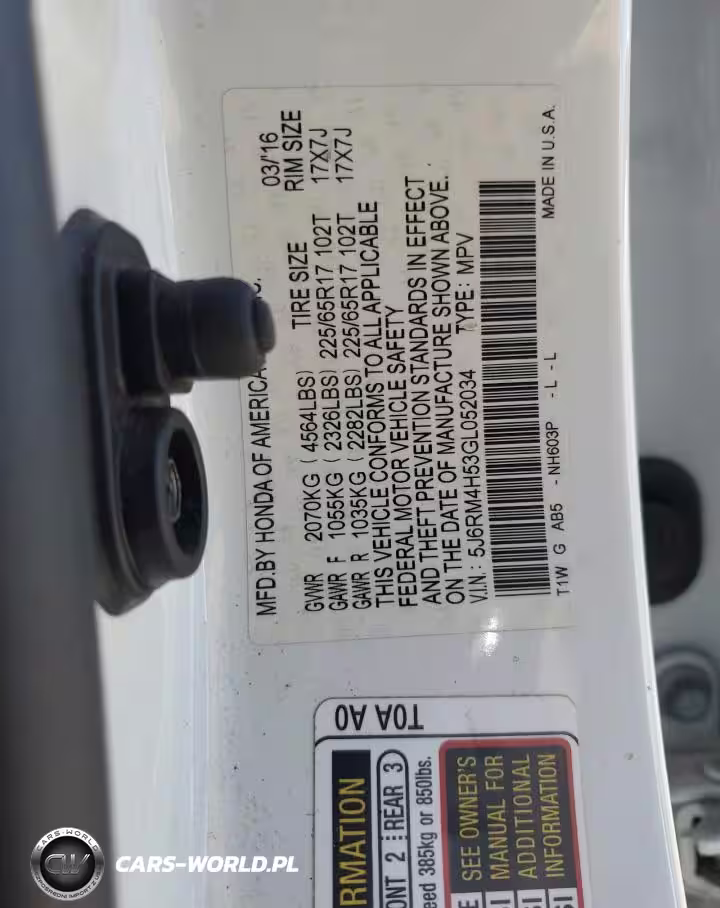 MFD.BY HONDA OF AMERICA
03/'16
TIRE SIZE RIM SIZE
GVWR 2070KG ( 4564LBS)
GAWR F 1055KG ( 2326LBS) 225/65R17 102T 17X7J
GAWR R 1035KG ( 2282LBS) 225/65R17 102T 17X7J
THIS VEHICLE CONFORMS TO ALL APPLICABLE
FEDERAL MOTOR VEHICLE SAFETY
AND THEFT PREVENTION STANDARDS IN EFFECT
ON THE DATE OF MANUFACTURE SHOWN ABOVE.
V.I.N.: 5J6RM4H53GL052034 TYPE: MPV
T1W G AB5 - NH603P - L - L MADE IN U.S.A.
T0A A0
RMATION
ONT 2 REAR 3
eed 385kg or 850lbs.
SEE OWNER'S
MANUAL FOR
ADDITIONAL
INFORMATION
CARS-WORLD
CW
CARS-WORLD.PL